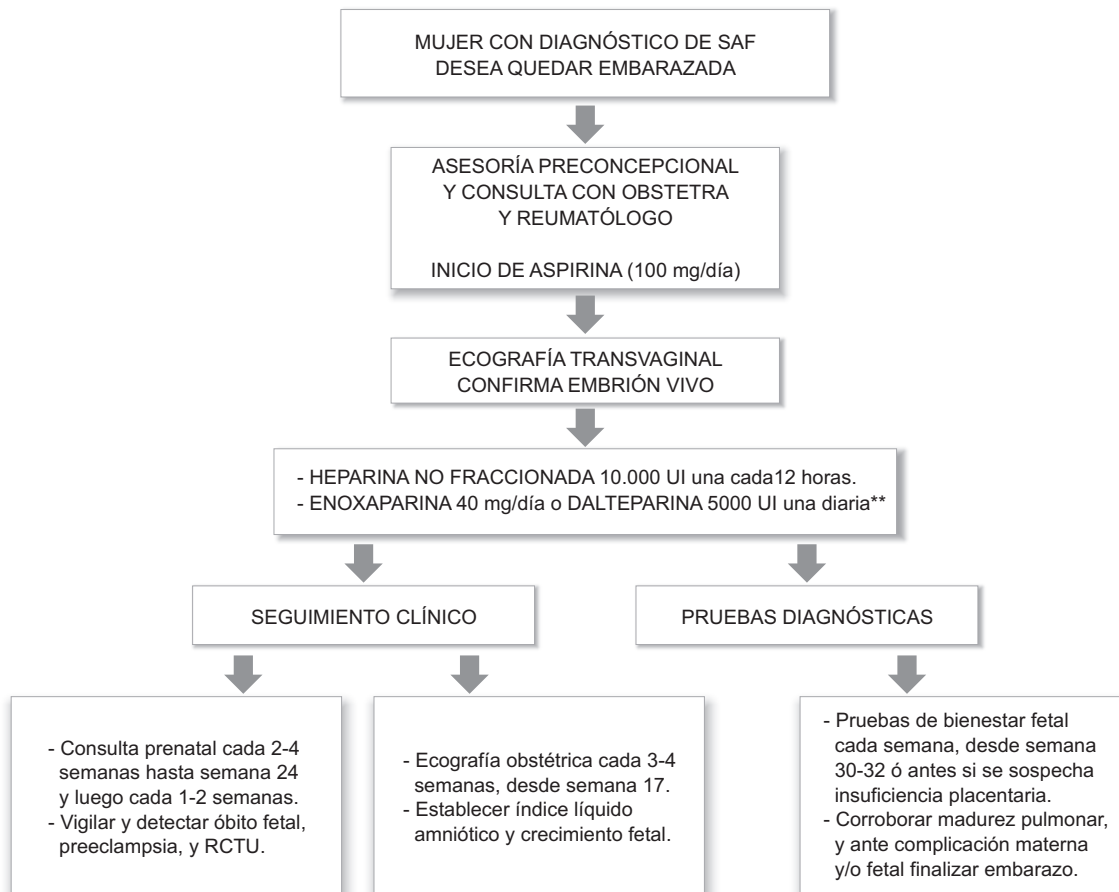 MUJER CON DIAGNÓSTICO DE SAF
DESEA QUEDAR EMBARAZADA
ASESORÍA PRECONCEPCIONAL
Y CONSULTA CON OBSTETRA
Y REUMATÓLOGO
INICIO DE ASPIRINA (100 mg/día)
ECOGRAFÍA TRANSVAGINAL
CONFIRMA EMBRIÓN VIVO
- HEPARINA NO FRACCIONADA 10.000 UI una cada12 horas.
- ENOXAPARINA 40 mg/día o DALTEPARINA 5000 UI una diaria**
SEGUIMIENTO CLÍNICO
PRUEBAS DIAGNÓSTICAS
- Consulta prenatal cada 2-4
semanas hasta semana 24
y luego cada 1-2 semanas.
- Vigilar y detectar óbito fetal,
preeclampsia, y RCTU.
- Ecografía obstétrica cada 3-4
semanas, desde semana 17.
- Establecer índice líquido
amniótico y crecimiento fetal.
- Pruebas de bienestar fetal
cada semana, desde semana
30-32 ó antes si se sospecha
insuficiencia placentaria.
- Corroborar madurez pulmonar,
y ante complicación materna
y/o fetal finalizar embarazo.